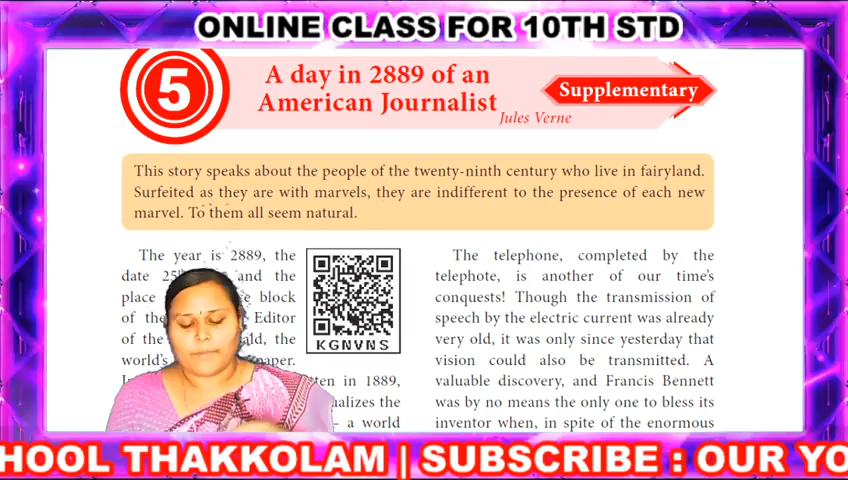 ONLINE CLASS FOR 10TH STD
5
A day in 2889 of an
American Journalist
Jules Verne
Supplementary
This story speaks about the people of the twenty-ninth century who live in fairyland.
Surfeited as they are with marvels, they are indifferent to the presence of each new
marvel. To them all seem natural.
The year is 2889, the
date 25th and the
place block
of the Editor
of the the
world's
in 1889,
the
– a world
KGNVNS
The telephone, completed by the
telephote, is another of our time's
conquests! Though the transmission of
speech by the electric current was already
very old, it was only since yesterday that
vision could also be transmitted. A
valuable discovery, and Francis Bennett
was by no means the only one to bless its
inventor when, in spite of the enormous
HOOL THAKKOLAM | SUBSCRIBE : OUR YO